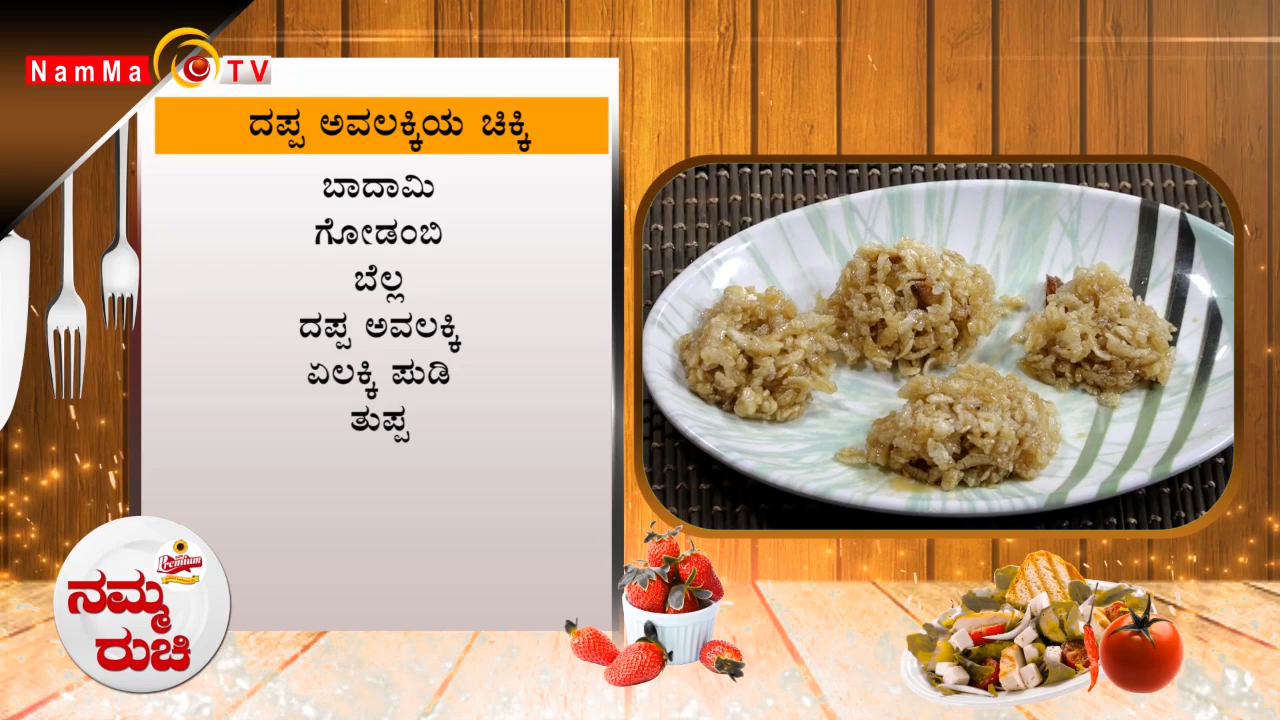 NamMa TV
ದಪ್ಪ ಅವಲಕ್ಕಿಯ ಚಿಕ್ಕಿ
ಬಾದಾಮಿ
ಗೋಡಂಬಿ
ಬೆಲ್ಲ
ದಪ್ಪ ಅವಲಕ್ಕಿ
ಏಲಕ್ಕಿ ಪುಡಿ
ತುಪ್ಪ
Premium
ನಮ್ಮ
ರುಚಿ